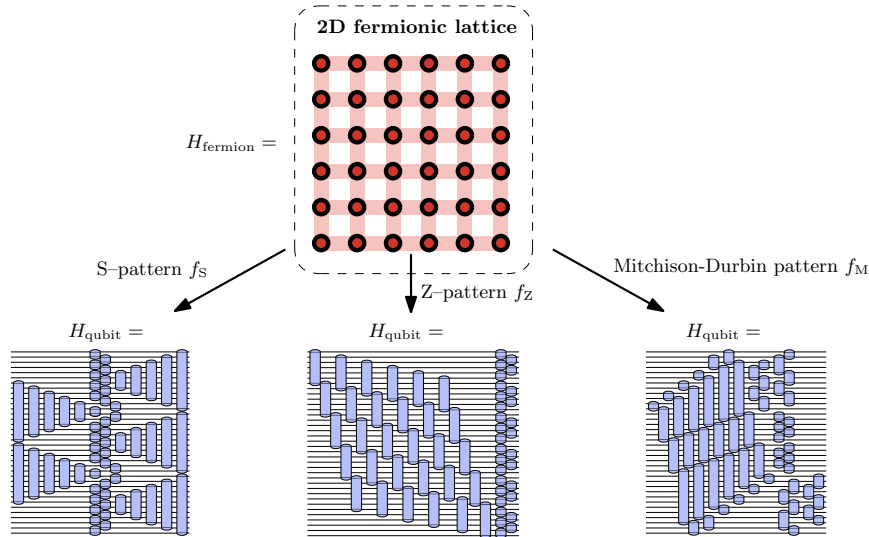 2D fermionic lattice
H_fermion =
S–pattern f_S
Z–pattern f_Z
Mitchison-Durbin pattern f_M
H_qubit =
H_qubit =
H_qubit =